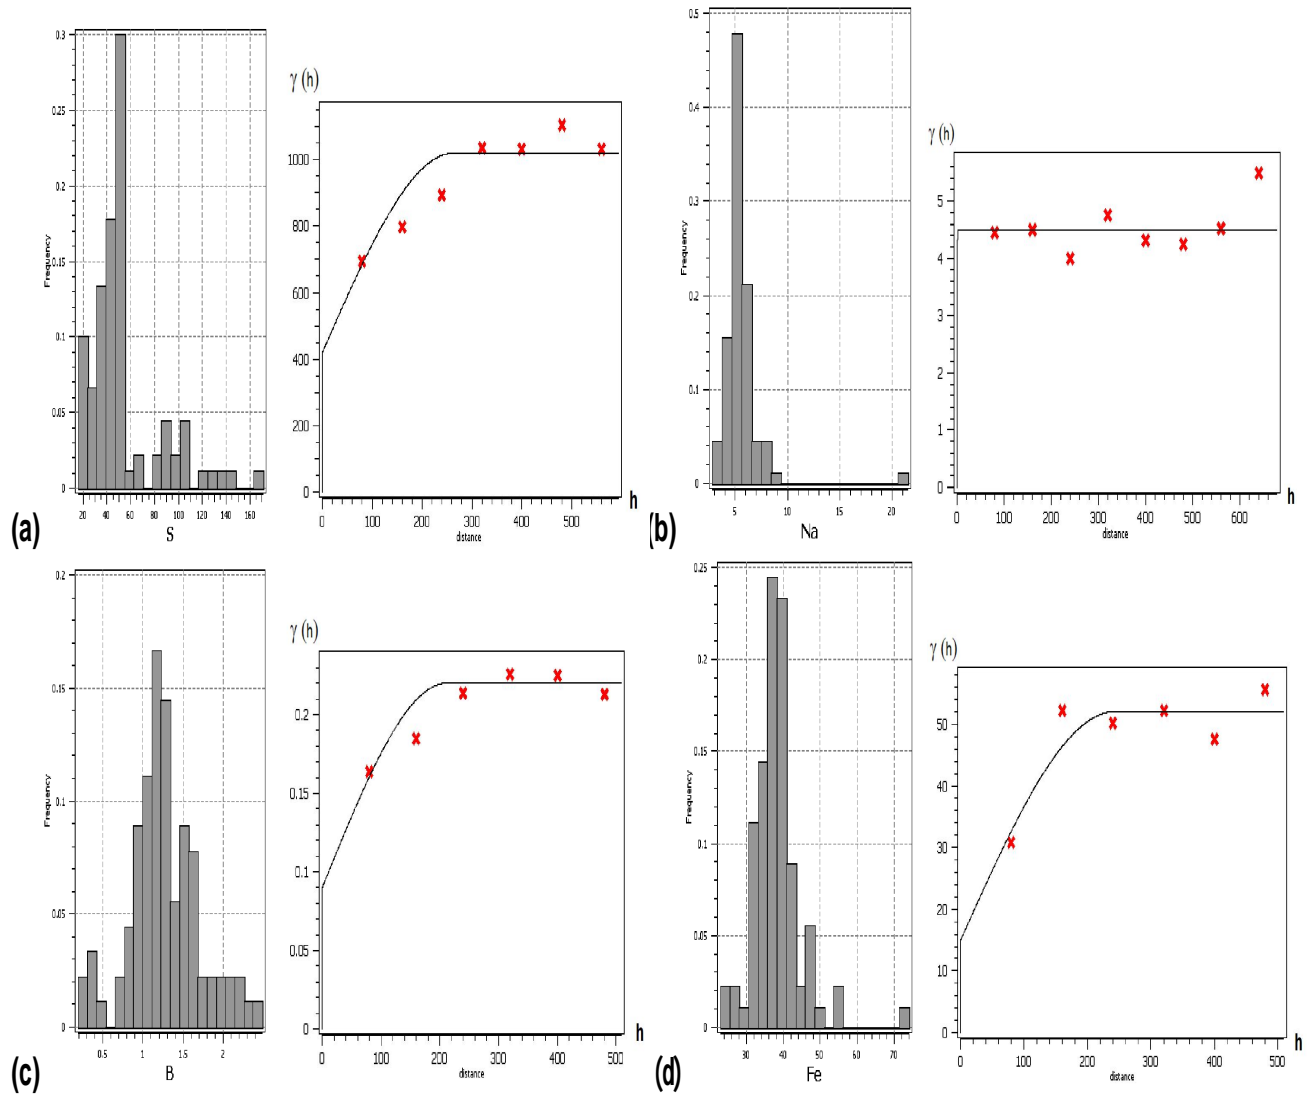 0.3
0.25
0.2
0.15
0.1
0.05
0
Frequency
20 40 60 80 100 120 140 160
S
(a)
γ (h)
1000
800
600
400
200
0
0 100 200 300 400 500
distance
h
0.5
0.4
0.3
0.2
0.1
0
Frequency
5 10 15 20
Na
(b)
γ (h)
5
4
3
2
1
0
0 100 200 300 400 500 600
distance
h
0.2
0.15
0.1
0.05
0
Frequency
0.5 1 1.5 2
B
(c)
γ (h)
0.2
0.15
0.1
0.05
0
0 100 200 300 400 500
distance
h
0.25
0.2
0.25
0.1
0.05
0
Frequency
30 40 50 60 70
Fe
(d)
γ (h)
50
40
30
20
10
0
0 100 200 300 400 500
distance
h